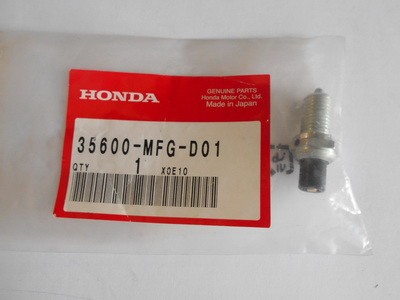 HONDA
GENUINE PARTS
Honda Motor Co., Ltd.
Made in Japan
35600-MFG-D01
QTY 1 X0E10